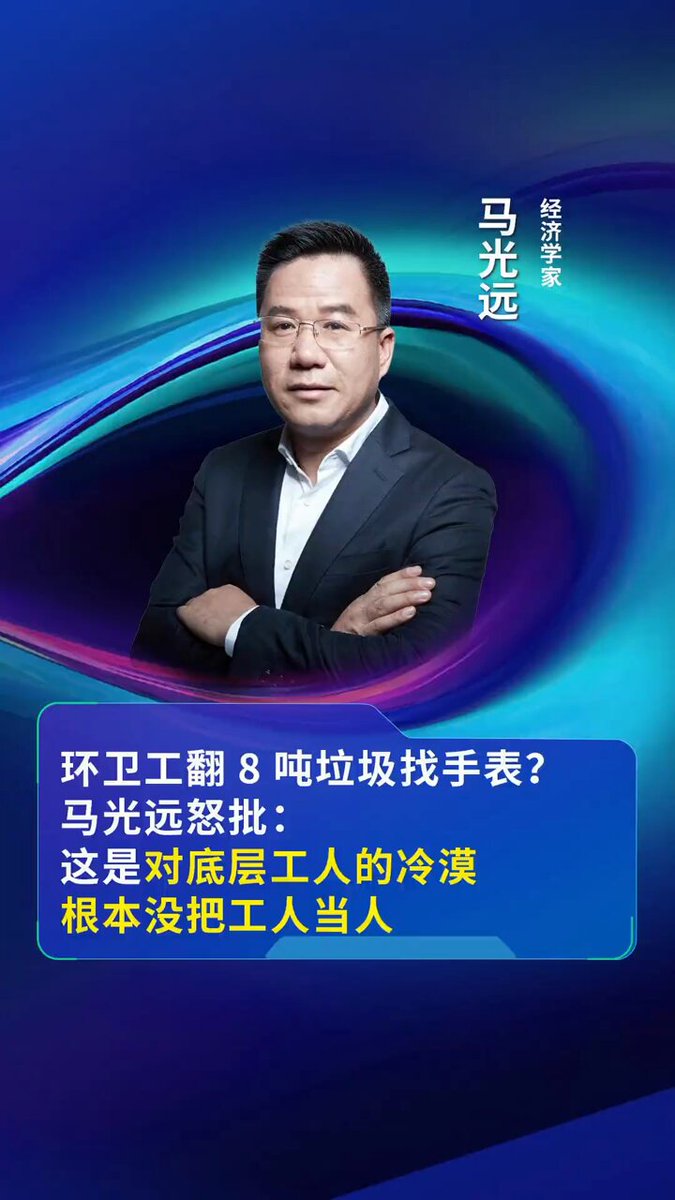 经济学家
马光远
环卫工翻 8 吨垃圾找手表?
马光远怒批：
这是对底层工人的冷漠
根本没把工人当人